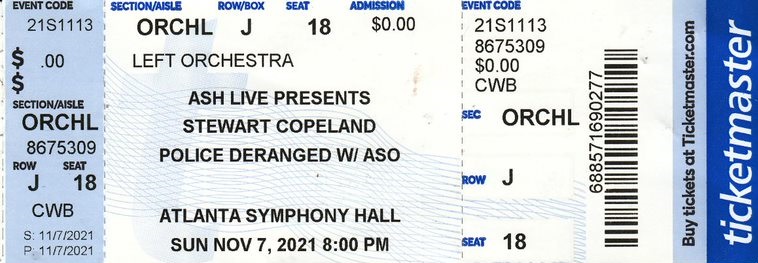 EVENT CODE
21S1113
$ .00
$
SECTION/AISLE
ORCHL
8675309
ROW SEAT
J 18
CWB
S: 11/7/2021
P: 11/7/2021
SECTION/AISLE ROW/BOX SEAT ADMISSION
ORCHL J 18 $0.00
LEFT ORCHESTRA
ASH LIVE PRESENTS
STEWART COPELAND
POLICE DERANGED W/ ASO
ATLANTA SYMPHONY HALL
SUN NOV 7, 2021 8:00 PM
EVENT CODE
21S1113
8675309
$0.00
CWB
SEC ORCHL
ROW J
SEAT 18
688571690277
Buy tickets at Ticketmaster.com
ticketmaster